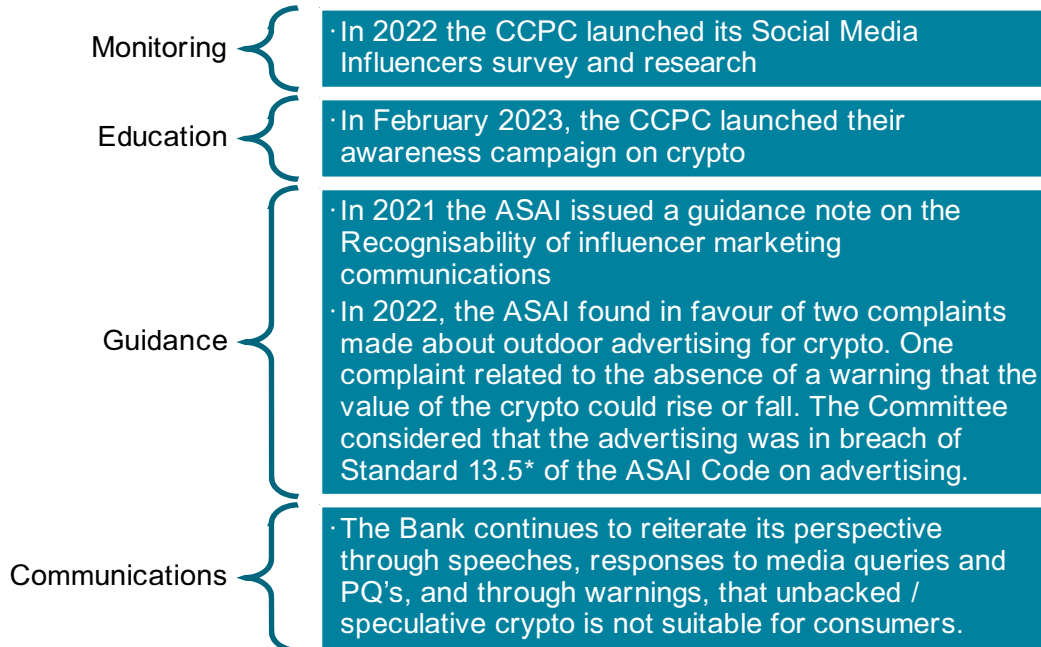 Monitoring
· In 2022 the CCPC launched its Social Media
Influencers survey and research
Education
· In February 2023, the CCPC launched their
awareness campaign on crypto
Guidance
· In 2021 the ASAI issued a guidance note on the
Recognisability of influencer marketing
communications
· In 2022, the ASAI found in favour of two complaints
made about outdoor advertising for crypto. One
complaint related to the absence of a warning that the
value of the crypto could rise or fall. The Committee
considered that the advertising was in breach of
Standard 13.5* of the ASAI Code on advertising.
Communications
· The Bank continues to reiterate its perspective
through speeches, responses to media queries and
PQ's, and through warnings, that unbacked /
speculative crypto is not suitable for consumers.